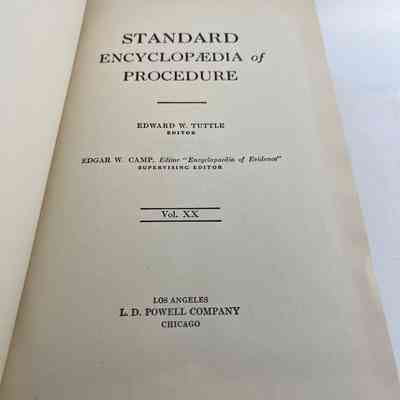 STANDARD
ENCYCLOPÆDIA of
PROCEDURE
EDWARD W. TUTTLE
EDITOR
EDGAR W. CAMP, Editor "Encyclopaedia of Evidence"
SUPERVISING EDITOR
Vol. XX
LOS ANGELES
L. D. POWELL COMPANY
CHICAGO